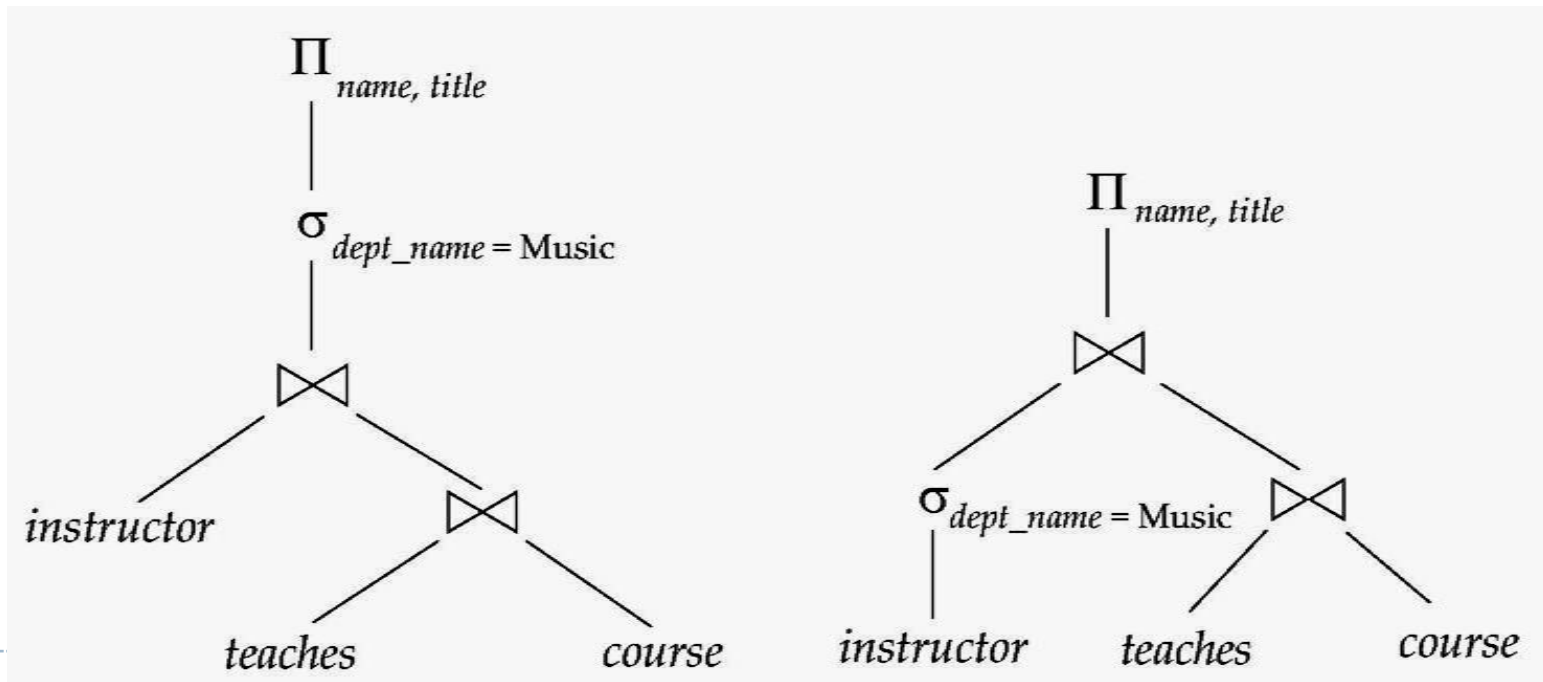 Π name, title
σ dept_name = Music
⋈
instructor
⋈
teaches
course
Π name, title
⋈
σ dept_name = Music
⋈
instructor
teaches
course